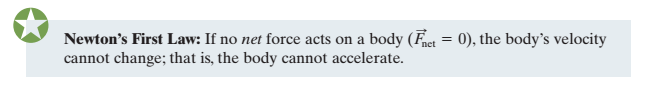 Newton's First Law: If no net force acts on a body (F⃗net = 0), the body's velocity
cannot change; that is, the body cannot accelerate.